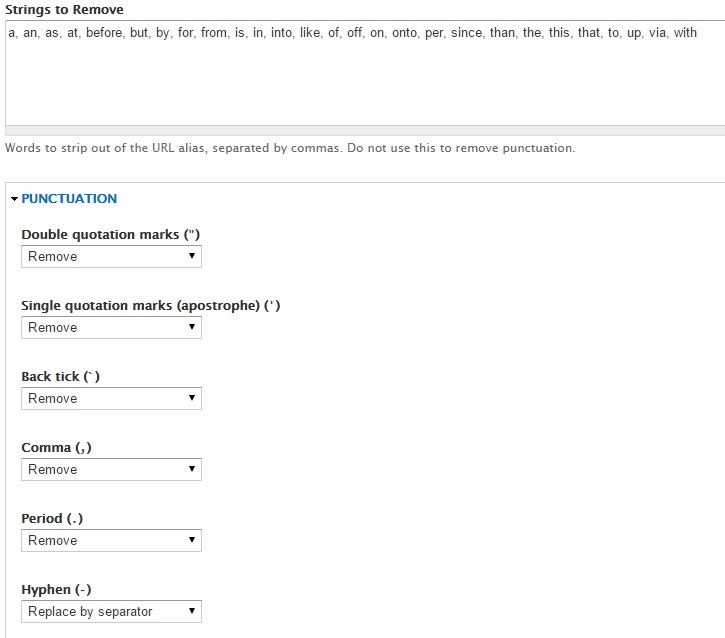 Strings to Remove
a, an, as, at, before, but, by, for, from, is, in, into, like, of, off, on, onto, per, since, than, the, this, that, to, up, via, with
Words to strip out of the URL alias, separated by commas. Do not use this to remove punctuation.
PUNCTUATION
Double quotation marks (")
Remove
Single quotation marks (apostrophe) (')
Remove
Back tick (`)
Remove
Comma (,)
Remove
Period (.)
Remove
Hyphen (-)
Replace by separator